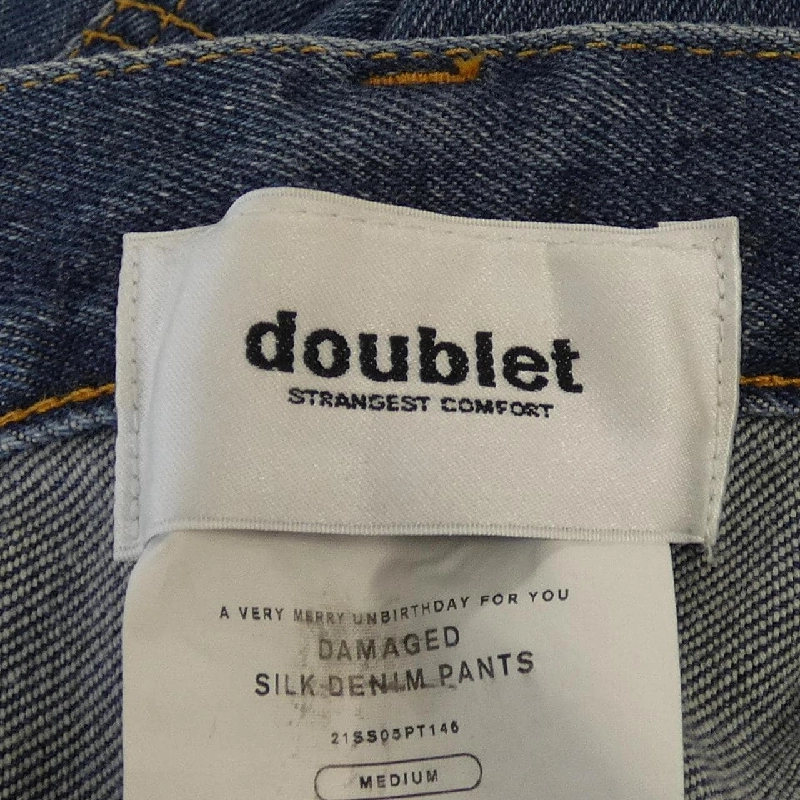 doublet
STRANGEST COMFORT
A VERY MERRY UNBIRTHDAY FOR YOU
DAMAGED
SILK DENIM PANTS
21SS05PT146
MEDIUM